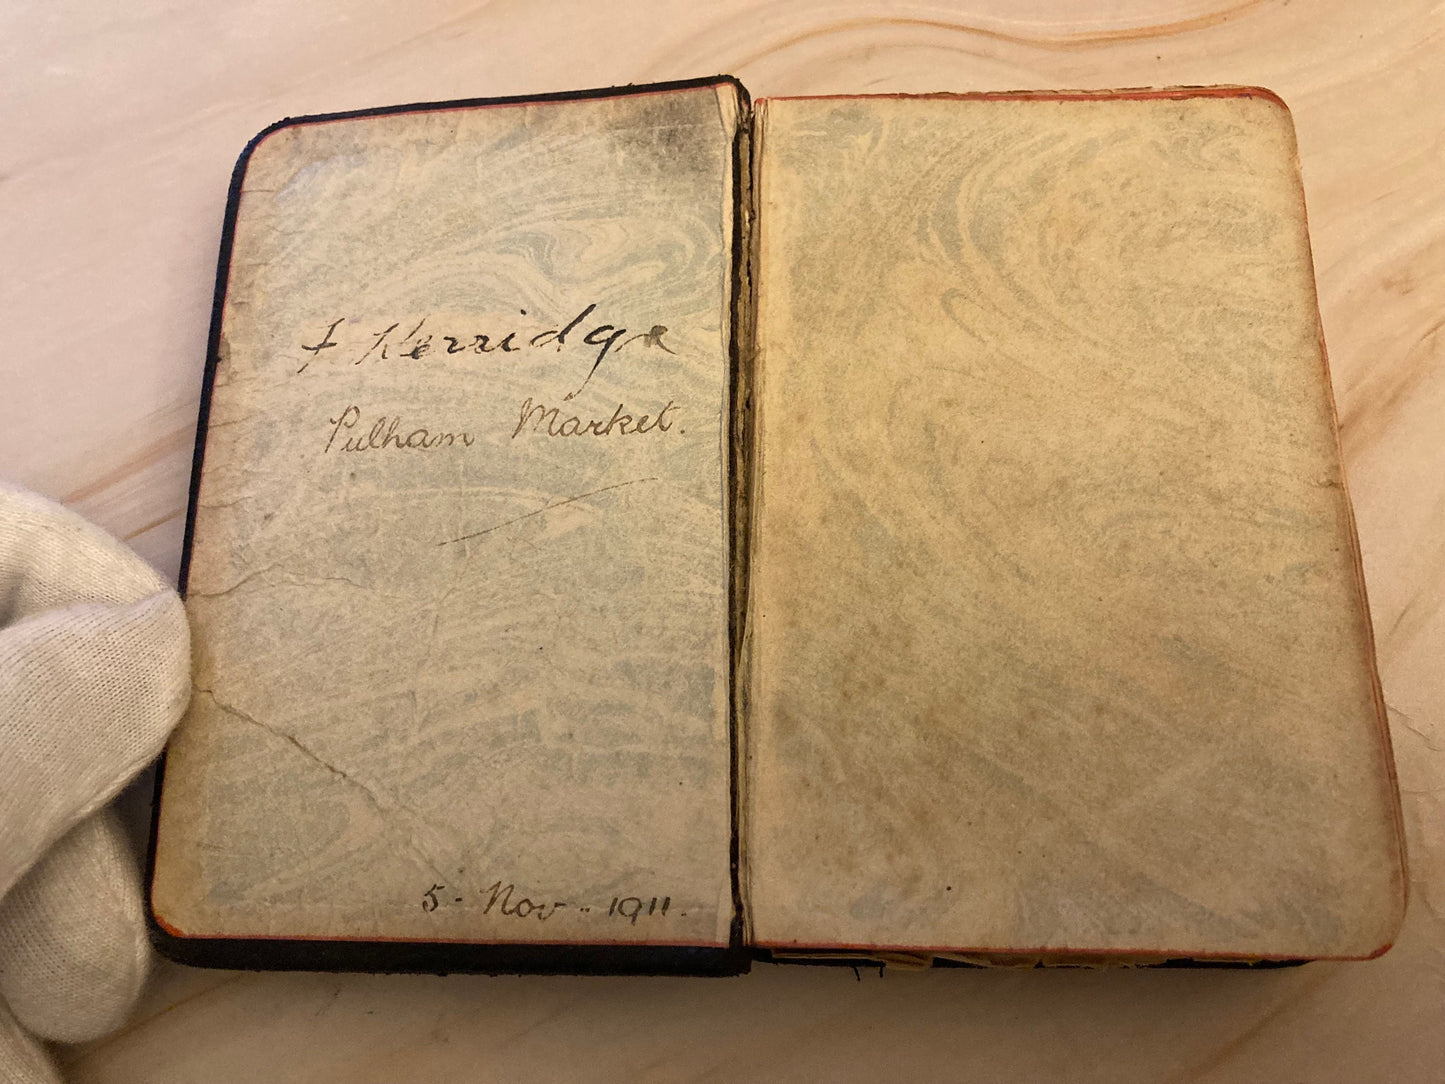 F Kerridge
Pulham Market.
5 - Nov - 1911.